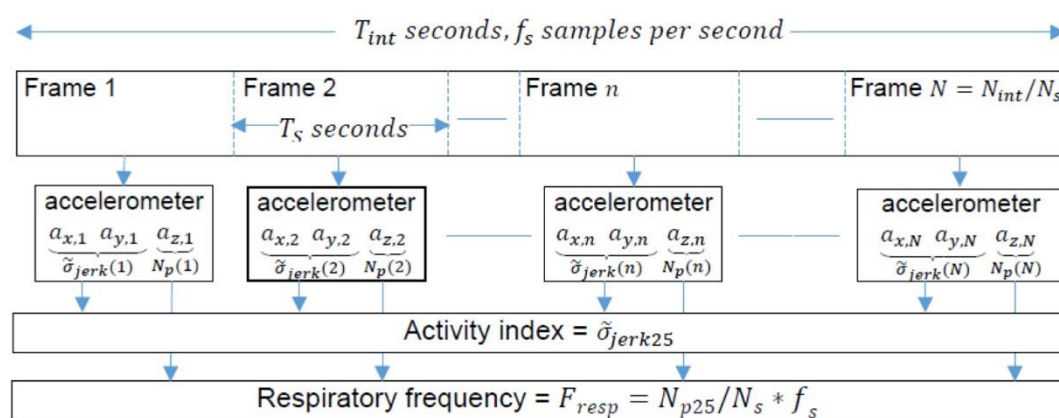 T_int seconds, f_s samples per second
Frame 1 Frame 2 Frame n Frame N = N_int/N_s
T_S seconds
accelerometer accelerometer accelerometer accelerometer
a_x,1 a_y,1 a_z,1 a_x,2 a_y,2 a_z,2 a_x,n a_y,n a_z,n a_x,N a_y,N a_z,N
σ̃_jerk(1) N_p(1) σ̃_jerk(2) N_p(2) σ̃_jerk(n) N_p(n) σ̃_jerk(N) N_p(N)
Activity index = σ̃_jerk25
Respiratory frequency = F_resp = N_p25/N_s * f_s